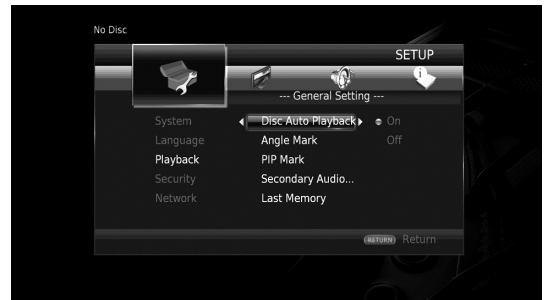 No Disc
SETUP
--- General Setting ---
System Disc Auto Playback On
Language Angle Mark Off
Playback PIP Mark
Security Secondary Audio...
Network Last Memory
RETURN Return